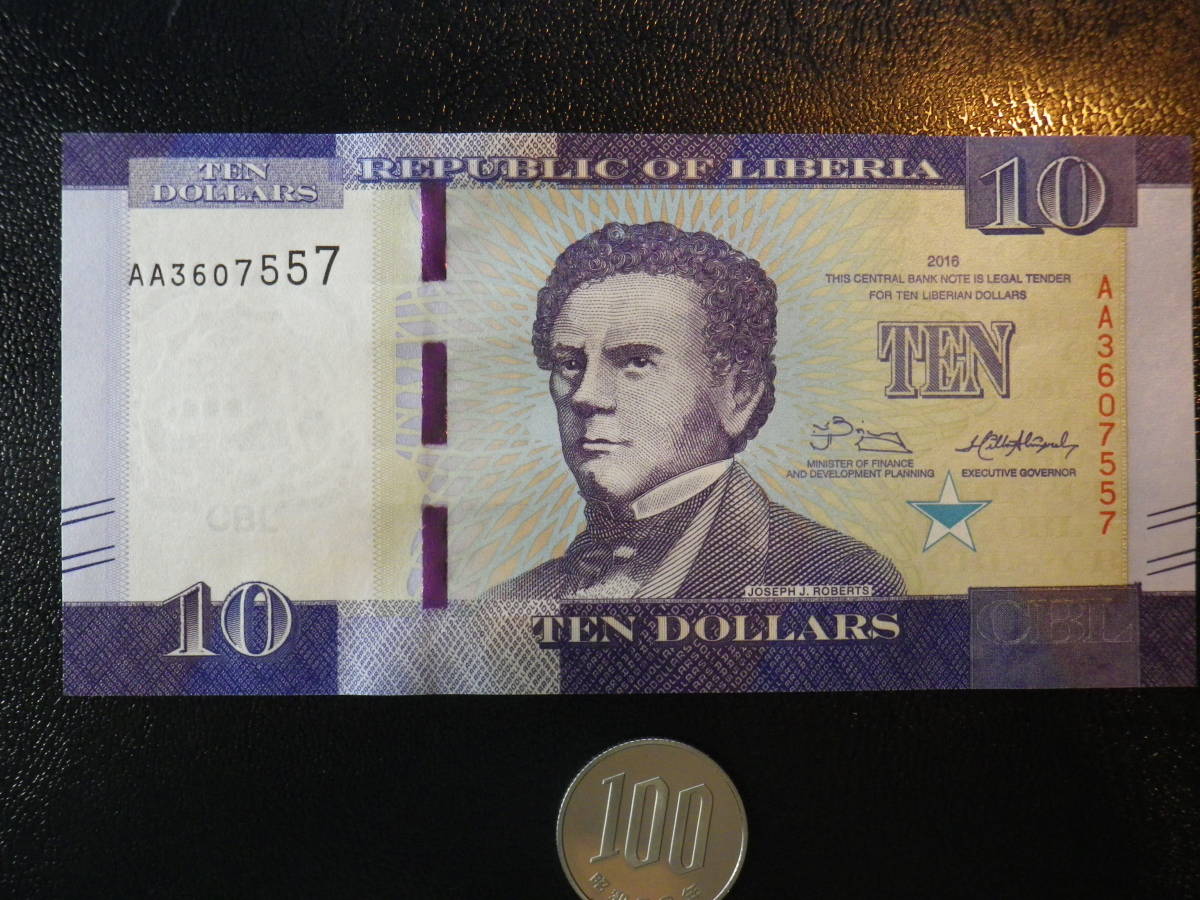 TEN
DOLLARS
REPUBLIC OF LIBERIA
10
AA3607557
2016
THIS CENTRAL BANK NOTE IS LEGAL TENDER
FOR TEN LIBERIAN DOLLARS
TEN
AA3607557
MINISTER OF FINANCE
AND DEVELOPMENT PLANNING
EXECUTIVE GOVERNOR
CBL
JOSEPH J. ROBERTS
10
TEN DOLLARS
CBL
100